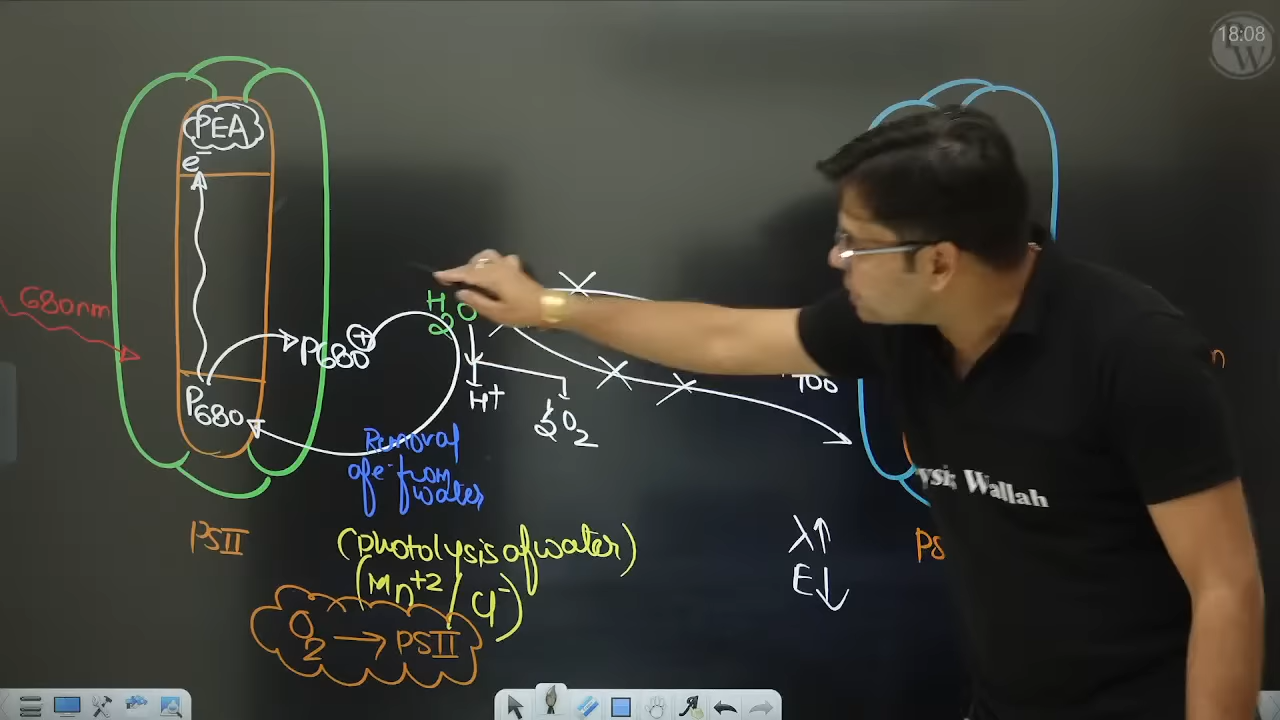 18:08
PEA
e⁻
680nm
H2O
P680⊕
P680
H+
½O2
700
Removal
of e⁻ from
water
PSII
(photolysis of water)
(Mn+2/Cl⁻)
O2 → PSII
λ↑
E↓
PS
Wallah